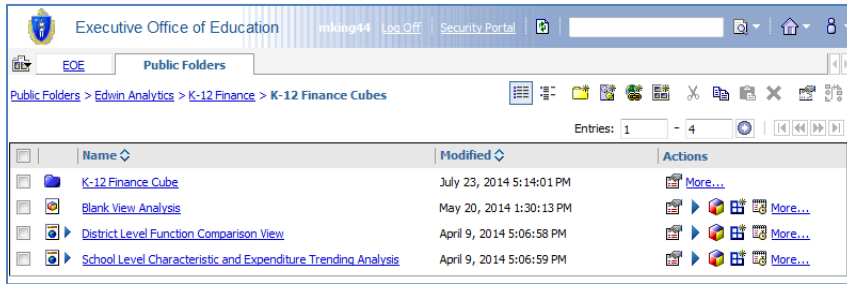 Executive Office of Education mking44 Log Off Security Portal
EOE Public Folders
Public Folders > Edwin Analytics > K-12 Finance > K-12 Finance Cubes
Entries: 1 - 4
Name Modified Actions
K-12 Finance Cube July 23, 2014 5:14:01 PM More...
Blank View Analysis May 20, 2014 1:30:13 PM More...
District Level Function Comparison View April 9, 2014 5:06:58 PM More...
School Level Characteristic and Expenditure Trending Analysis April 9, 2014 5:06:59 PM More...